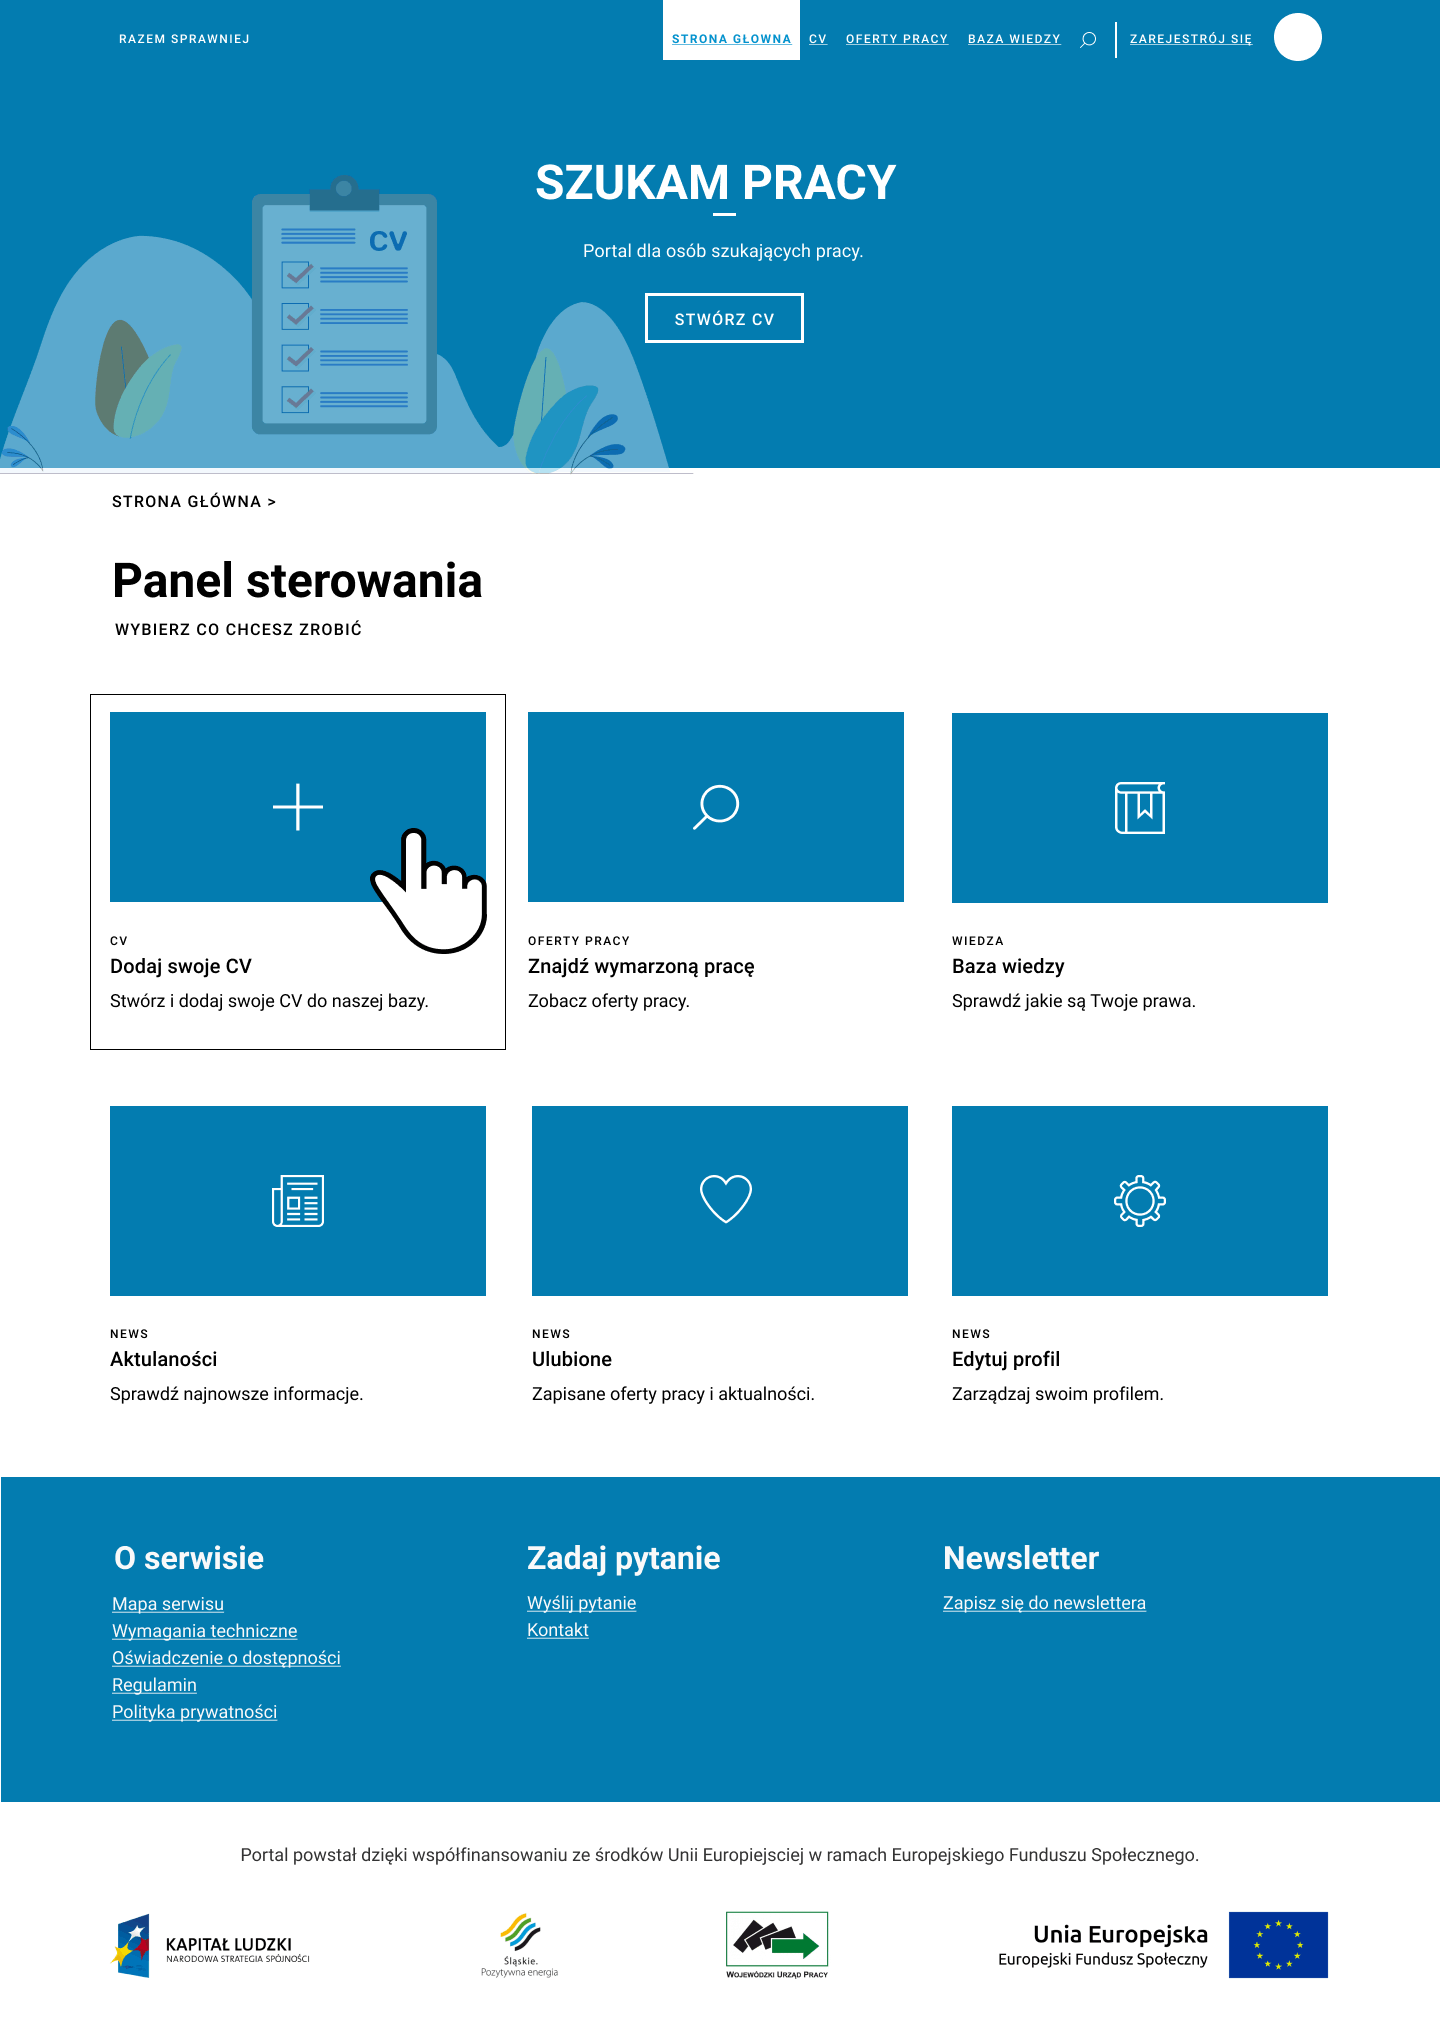 RAZEM SPRAWNIEJ
STRONA GŁOWNA
CV
OFERTY PRACY
BAZA WIEDZY
ZAREJESTRÓJ SIĘ
SZUKAM PRACY
Portal dla osób szukających pracy.
STWÓRZ CV
CV
STRONA GŁÓWNA >
Panel sterowania
WYBIERZ CO CHCESZ ZROBIĆ
CV
Dodaj swoje CV
Stwórz i dodaj swoje CV do naszej bazy.
OFERTY PRACY
Znajdź wymarzoną pracę
Zobacz oferty pracy.
WIEDZA
Baza wiedzy
Sprawdź jakie są Twoje prawa.
NEWS
Aktulaności
Sprawdź najnowsze informacje.
NEWS
Ulubione
Zapisane oferty pracy i aktualności.
NEWS
Edytuj profil
Zarządzaj swoim profilem.
O serwisie
Mapa serwisu
Wymagania techniczne
Oświadczenie o dostępności
Regulamin
Polityka prywatności
Zadaj pytanie
Wyślij pytanie
Kontakt
Newsletter
Zapisz się do newslettera
Portal powstał dzięki współfinansowaniu ze środków Unii Europiejsciej w ramach Europejskiego Funduszu Społecznego.
KAPITAŁ LUDZKI
NARODOWA STRATEGIA SPÓJNOŚCI
Śląskie.
Pozytywna energia
WOJEWÓDZKI URZĄD PRACY
Unia Europejska
Europejski Fundusz Społeczny